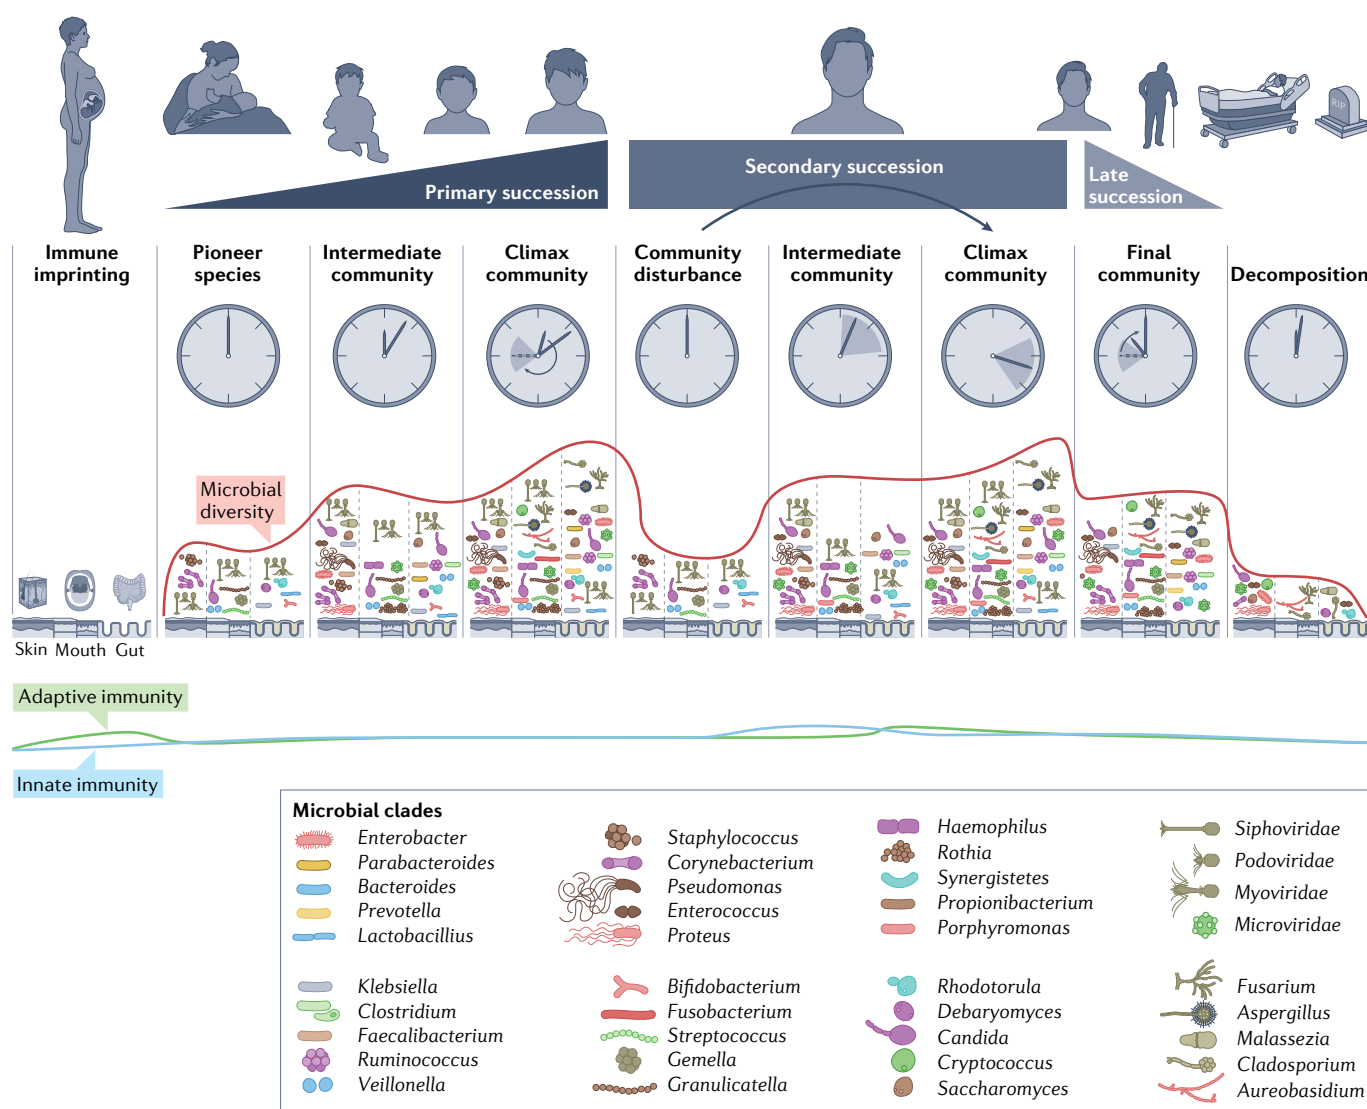 RIP
Primary succession
Secondary succession
Late
succession
Immune
imprinting
Pioneer
species
Intermediate
community
Climax
community
Community
disturbance
Intermediate
community
Climax
community
Final
community
Decomposition
Microbial
diversity
Skin Mouth Gut
Adaptive immunity
Innate immunity
Microbial clades
Enterobacter
Parabacteroides
Bacteroides
Prevotella
Lactobacillius
Klebsiella
Clostridium
Faecalibacterium
Ruminococcus
Veillonella
Staphylococcus
Corynebacterium
Pseudomonas
Enterococcus
Proteus
Bifidobacterium
Fusobacterium
Streptococcus
Gemella
Granulicatella
Haemophilus
Rothia
Synergistetes
Propionibacterium
Porphyromonas
Rhodotorula
Debaryomyces
Candida
Cryptococcus
Saccharomyces
Siphoviridae
Podoviridae
Myoviridae
Microviridae
Fusarium
Aspergillus
Malassezia
Cladosporium
Aureobasidium